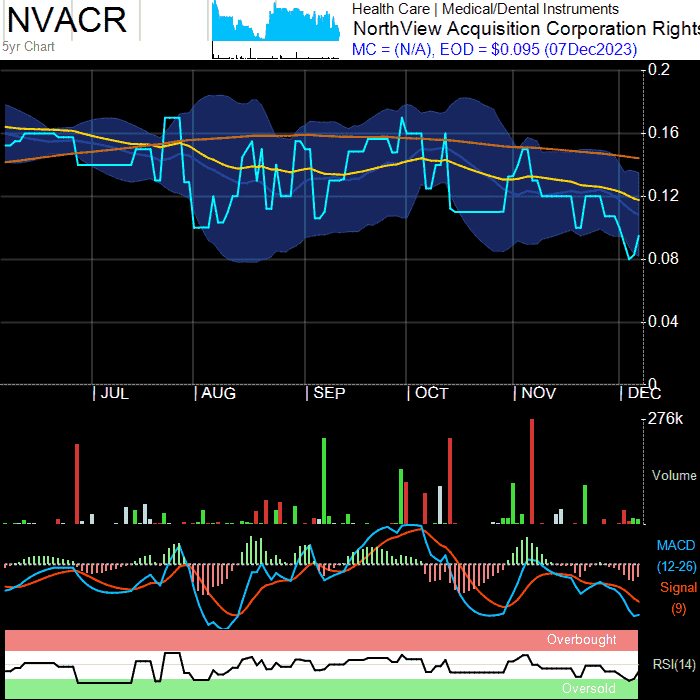 NVACR
5yr Chart
Health Care | Medical/Dental Instruments
NorthView Acquisition Corporation Rights
MC = (N/A), EOD = $0.095 (07Dec2023)
0.2
0.16
0.12
0.08
0.04
0
| JUL | AUG | SEP | OCT | NOV | DEC
276k
Volume
MACD
(12-26)
Signal
(9)
Overbought
RSI(14)
Oversold